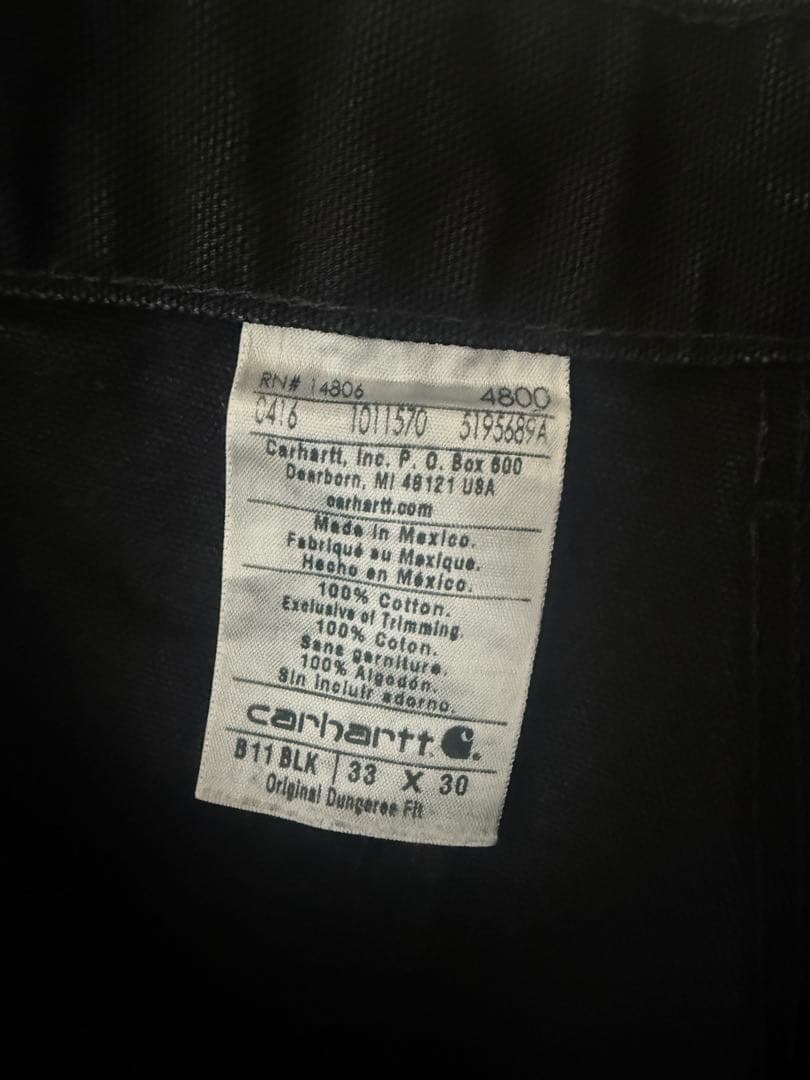 RN# 14806 4800
0416 1011570 5195689A
Carhartt, Inc. P. O. Box 600
Dearborn, MI 48121 USA
carhartt.com
Made in Mexico.
Fabriqué au Mexique.
Hecho en México.
100% Cotton.
Exclusive of Trimming.
100% Coton.
Sans garniture.
100% Algodón.
Sin incluir adorno.
carhartt
B11 BLK 33 X 30
Original Dungaree Fit